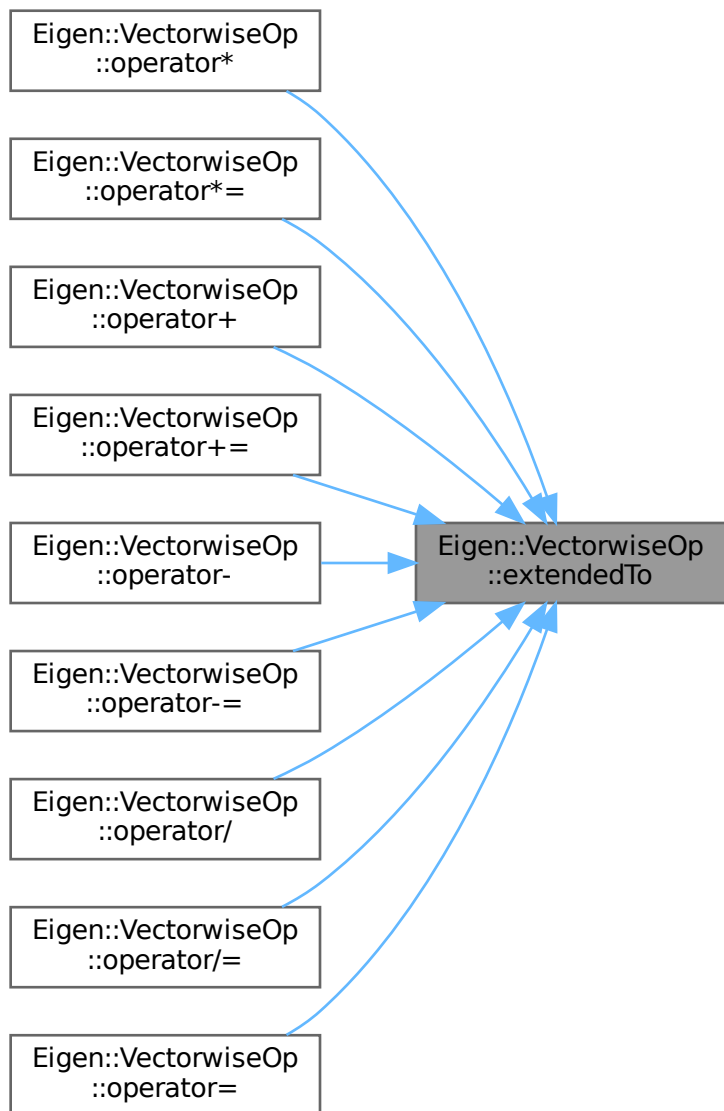 Eigen::VectorwiseOp
::operator*
Eigen::VectorwiseOp
::operator*=
Eigen::VectorwiseOp
::operator+
Eigen::VectorwiseOp
::operator+=
Eigen::VectorwiseOp
::operator-
Eigen::VectorwiseOp
::extendedTo
Eigen::VectorwiseOp
::operator-=
Eigen::VectorwiseOp
::operator/
Eigen::VectorwiseOp
::operator/=
Eigen::VectorwiseOp
::operator=